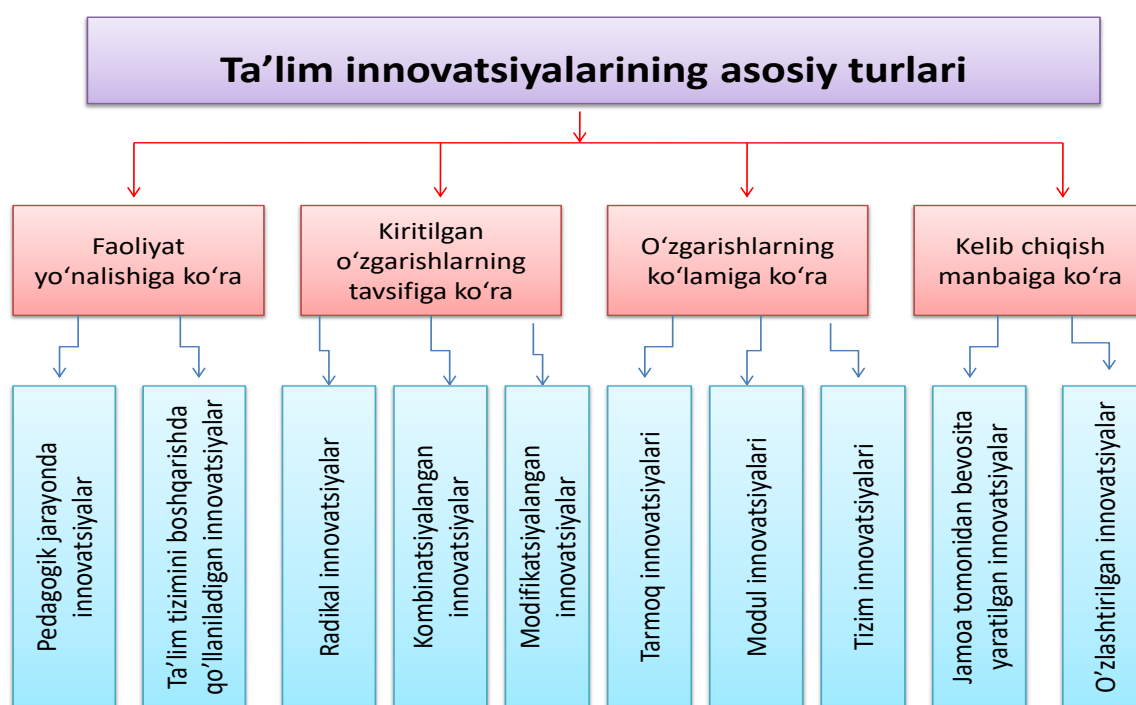 Ta’lim innovatsiyalarining asosiy turlari
Faoliyat
yo‘nalishiga ko‘ra
Kiritilgan
o‘zgarishlarning
tavsifiga ko‘ra
O‘zgarishlarning
ko‘lamiga ko‘ra
Kelib chiqish
manbaiga ko‘ra
Pedagogik jarayonda
innovatsiyalar
Ta’lim tizimini boshqarishda
qo’llaniladigan innovatsiyalar
Radikal innovatsiyalar
Kombinatsiyalangan
innovatsiyalar
Modifikatsiyalangan
innovatsiyalar
Tarmoq innovatsiyalari
Modul innovatsiyalari
Tizim innovatsiyalari
Jamoa tomonidan bevosita
yaratilgan innovatsiyalar
O’zlashtirilgan innovatsiyalar